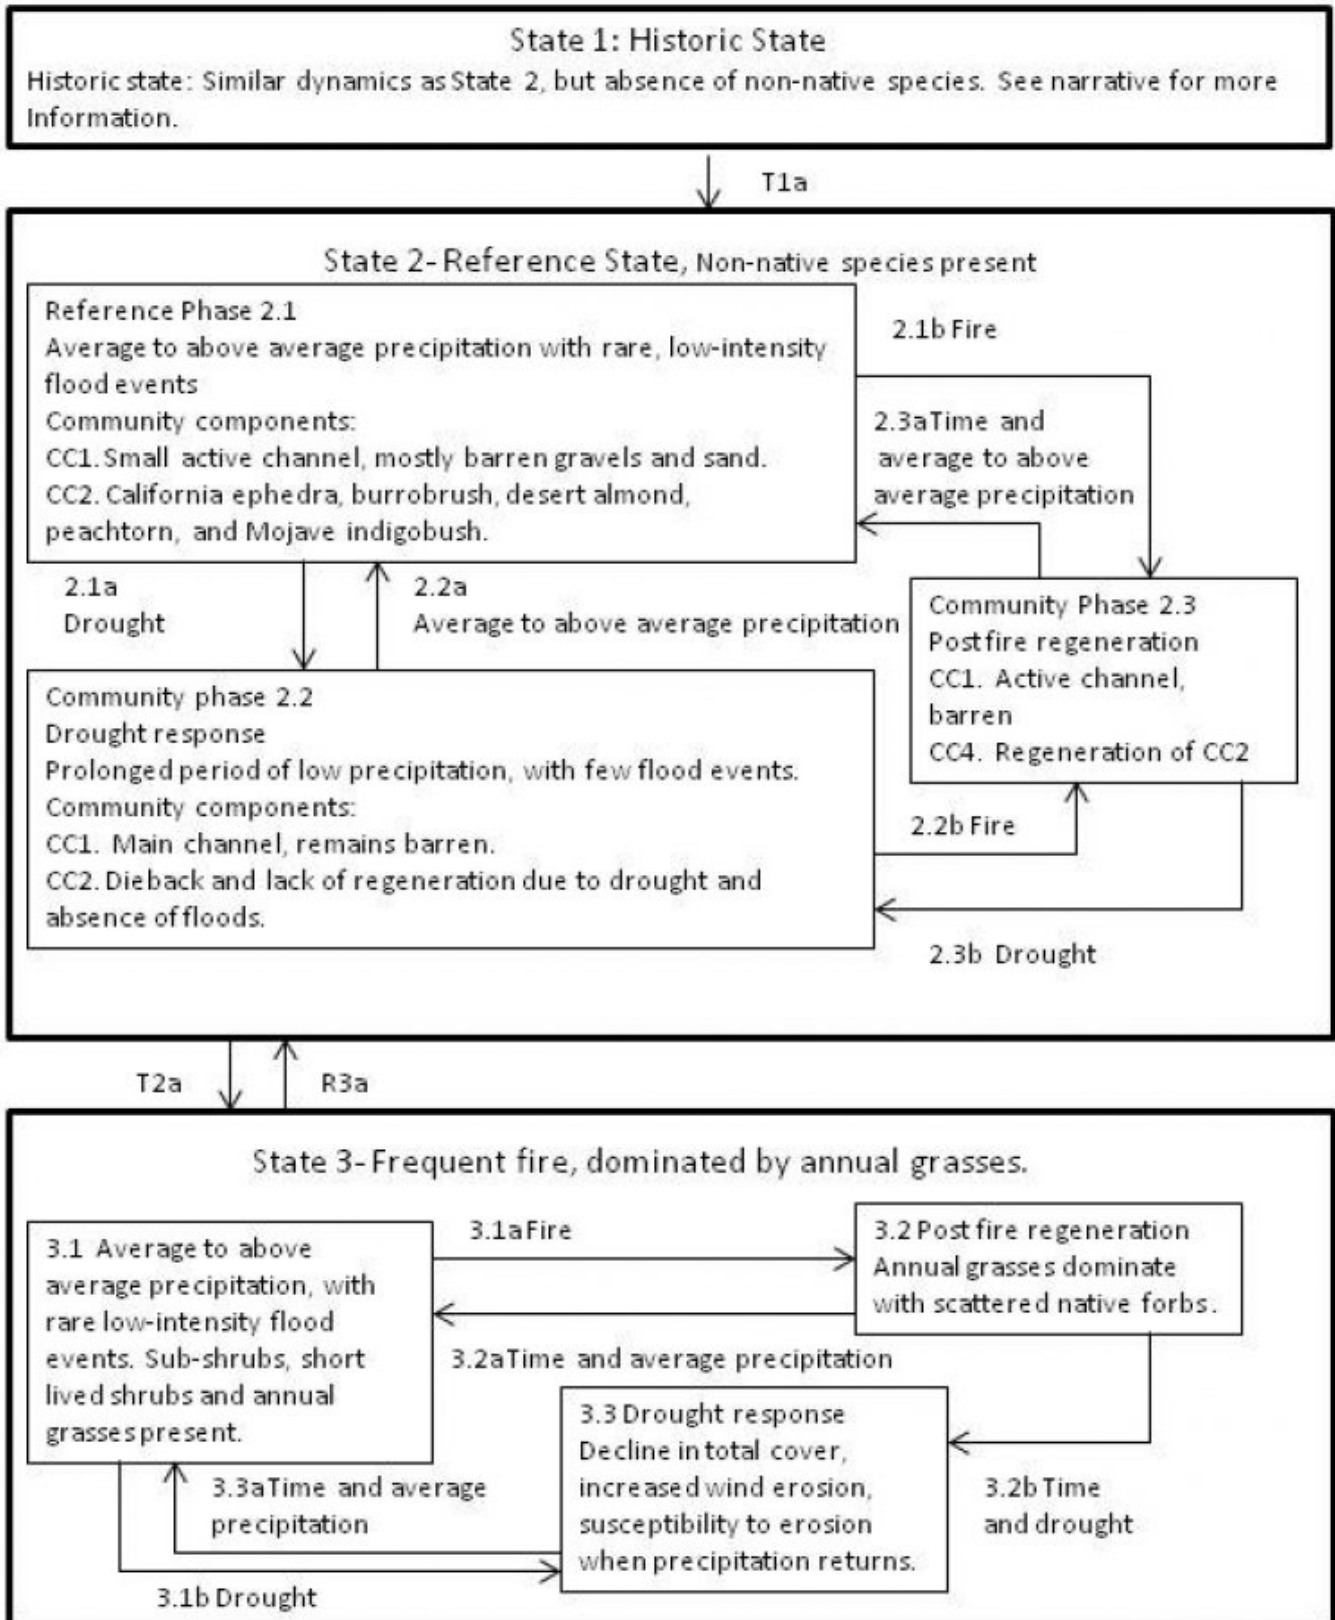 State 1: Historic State
Historic state: Similar dynamics as State 2, but absence of non-native species. See narrative for more
Information.
T1a
State 2- Reference State, Non-native species present
Reference Phase 2.1
Average to above average precipitation with rare, low-intensity
flood events
Community components:
CC1. Small active channel, mostly barren gravels and sand.
CC2. California ephedra, burrobrush, desert almond,
peachtorn, and Mojave indigobush.
2.1b Fire
2.3a Time and
average to above
average precipitation
2.1a
Drought
2.2a
Average to above average precipitation
Community Phase 2.3
Post fire regeneration
CC1. Active channel,
barren
CC4. Regeneration of CC2
Community phase 2.2
Drought response
Prolonged period of low precipitation, with few flood events.
Community components:
CC1. Main channel, remains barren.
CC2. Dieback and lack of regeneration due to drought and
absence of floods.
2.2b Fire
2.3b Drought
T2a
R3a
State 3- Frequent fire, dominated by annual grasses.
3.1 Average to above
average precipitation, with
rare low-intensity flood
events. Sub-shrubs, short
lived shrubs and annual
grasses present.
3.1a Fire
3.2 Post fire regeneration
Annual grasses dominate
with scattered native forbs.
3.2a Time and average precipitation
3.3 Drought response
Decline in total cover,
increased wind erosion,
susceptibility to erosion
when precipitation returns.
3.2b Time
and drought
3.3a Time and average
precipitation
3.1b Drought